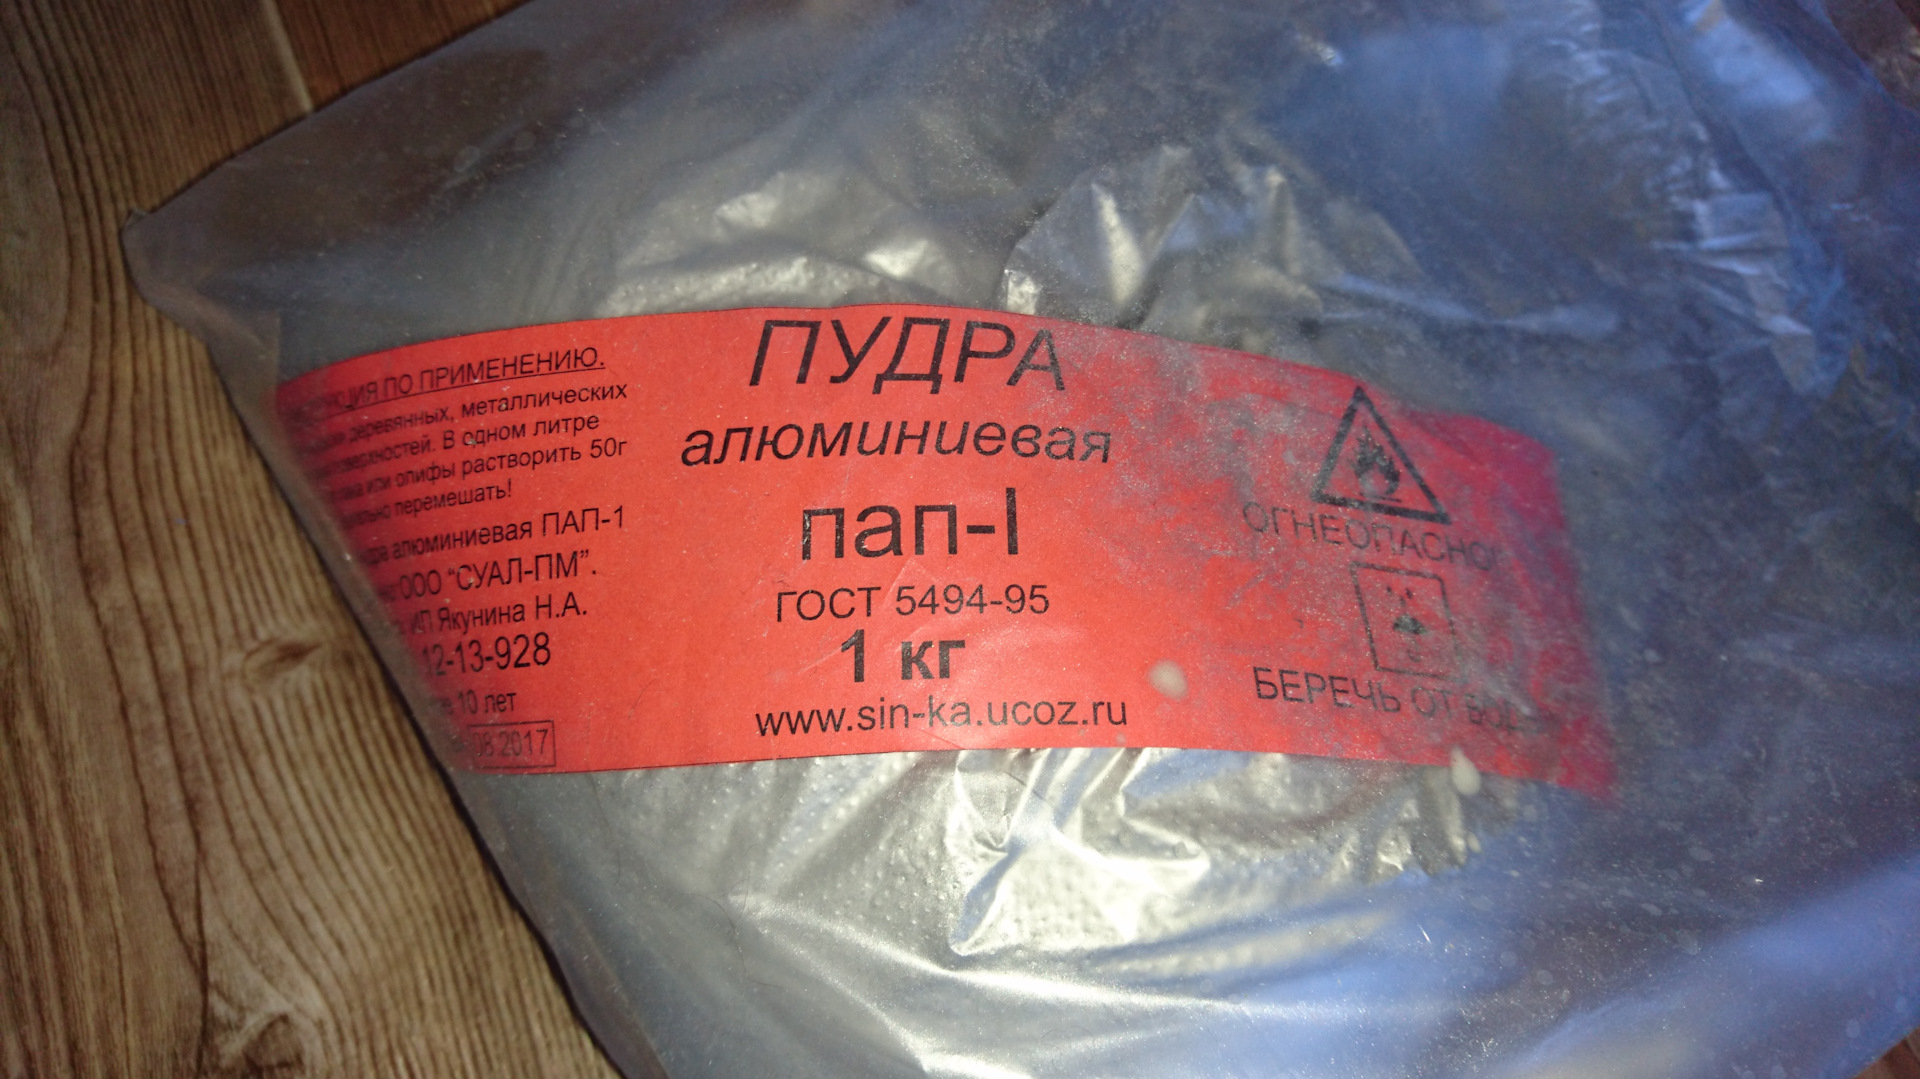 ПО ПРИМЕНЕНИЮ.
деревянных, металлических
В одном литре
или олифы растворить 50г
перемешать!
алюминиевая ПАП-1
ООО "СУАЛ-ПМ".
ИП Якунина Н.А.
12-13-928
10 лет
08.2017
ПУДРА
алюминиевая
пап-I
ГОСТ 5494-95
1 кг
www.sin-ka.ucoz.ru
ОГНЕОПАСНО!
БЕРЕЧЬ ОТ